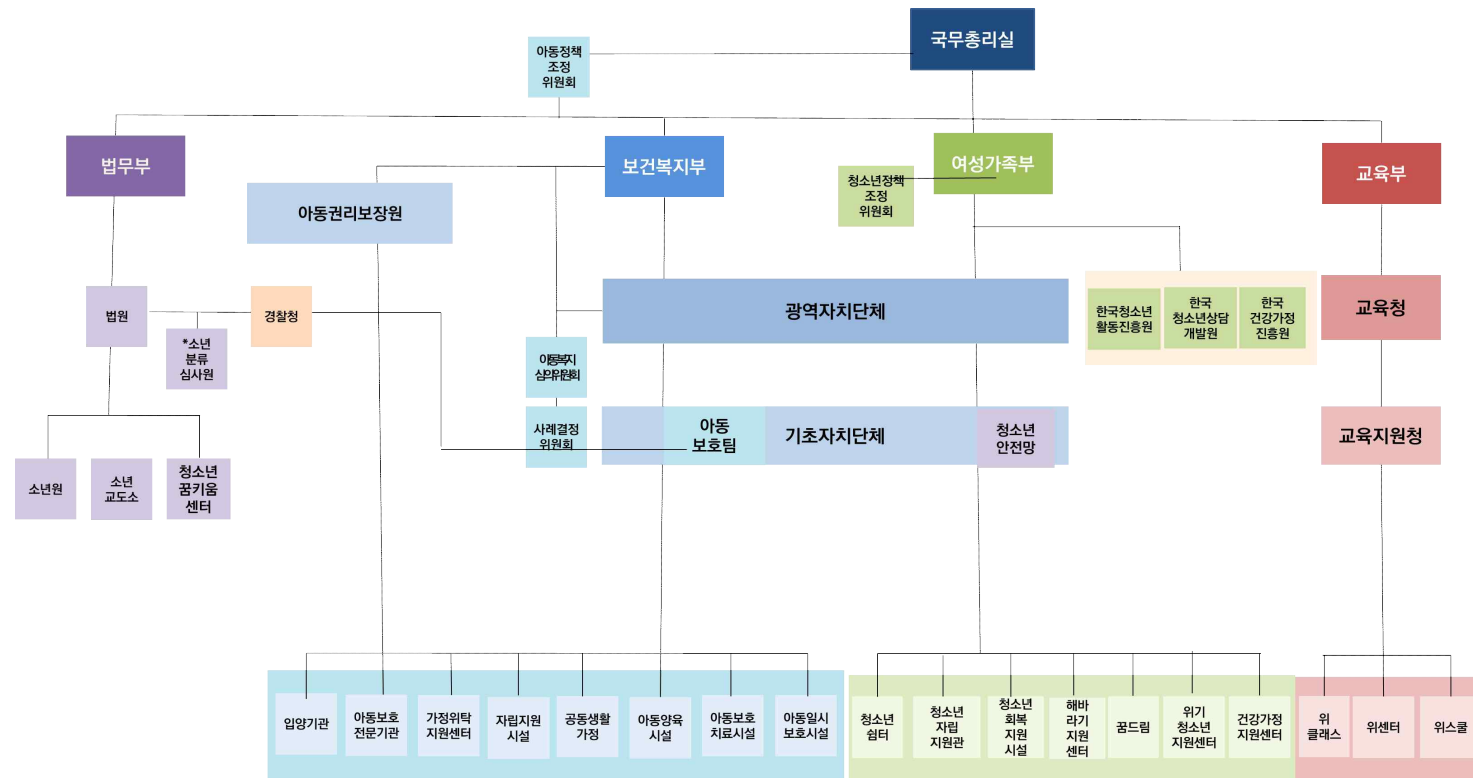 국무총리실
아동정책
조정
위원회
법무부
보건복지부
여성가족부
교육부
청소년정책
조정
위원회
아동권리보장원
법원
*소년
분류
심사원
경찰청
광역자치단체
한국청소년
활동진흥원
한국
청소년상담
개발원
한국
건강가정
진흥원
교육청
아동복지
심의위원회
사례결정
위원회
아동
보호팀
기초자치단체
청소년
안전망
교육지원청
소년원
소년
교도소
청소년
꿈키움
센터
입양기관
아동보호
전문기관
가정위탁
지원센터
자립지원
시설
공동생활
가정
아동양육
시설
아동보호
치료시설
아동일시
보호시설
청소년
쉼터
청소년
자립
지원관
청소년
회복
지원
시설
해바
라기지
원
센터
꿈드림
위기
청소년
지원센터
건강가정
지원센터
위
클래스
위센터
위스쿨